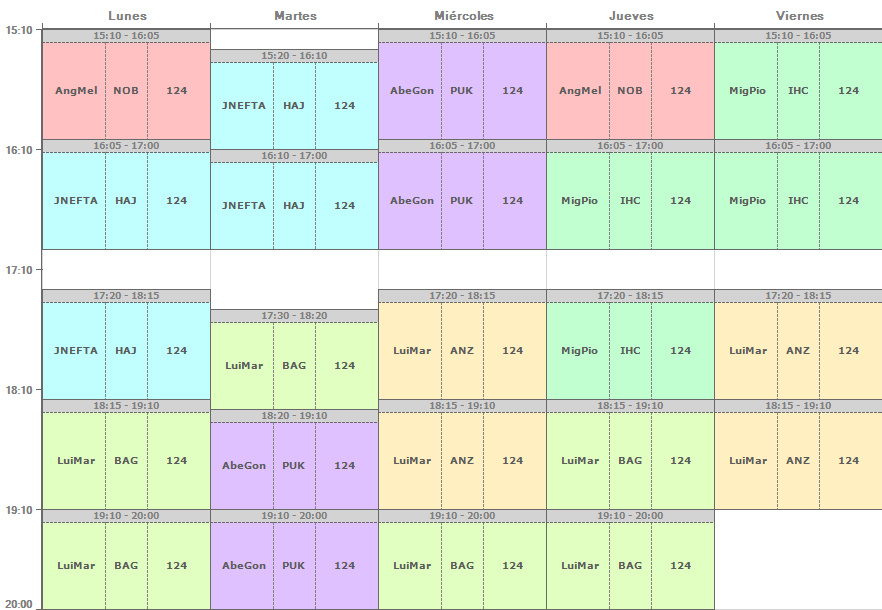 Lunes Martes Miércoles Jueves Viernes
15:10
15:10 - 16:05 15:10 - 16:05 15:10 - 16:05 15:10 - 16:05
15:20 - 16:10
AngMel NOB 124 AbeGon PUK 124 AngMel NOB 124 MigPio IHC 124
JNEFTA HAJ 124
16:05 - 17:00 16:05 - 17:00 16:05 - 17:00 16:05 - 17:00
16:10
16:10 - 17:00
JNEFTA HAJ 124 JNEFTA HAJ 124 AbeGon PUK 124 MigPio IHC 124 MigPio IHC 124
17:10
17:20 - 18:15 17:20 - 18:15 17:20 - 18:15 17:20 - 18:15
17:30 - 18:20
JNEFTA HAJ 124 LuiMar ANZ 124 MigPio IHC 124 LuiMar ANZ 124
LuiMar BAG 124
18:10
18:15 - 19:10 18:15 - 19:10 18:15 - 19:10 18:15 - 19:10
18:20 - 19:10
LuiMar BAG 124 AbeGon PUK 124 LuiMar ANZ 124 LuiMar BAG 124 LuiMar ANZ 124
19:10
19:10 - 20:00 19:10 - 20:00 19:10 - 20:00 19:10 - 20:00
LuiMar BAG 124 AbeGon PUK 124 LuiMar BAG 124 LuiMar BAG 124
20:00